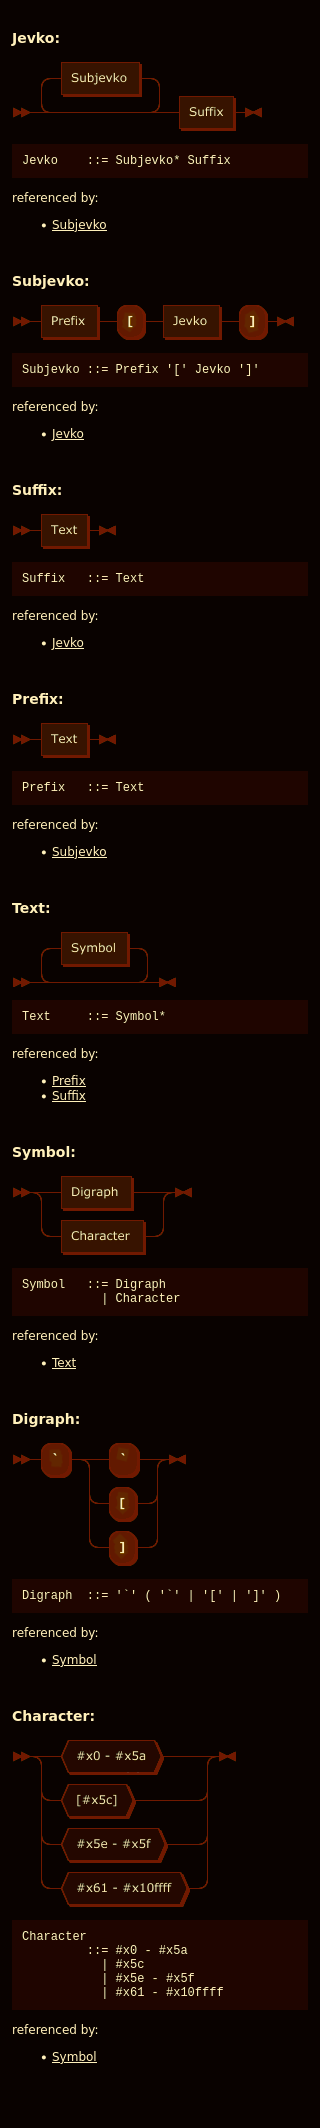 Jevko:
Subjevko
Suffix
Jevko    ::= Subjevko* Suffix
referenced by:
• Subjevko
Subjevko:
Prefix [ Jevko ]
Subjevko ::= Prefix '[' Jevko ']'
referenced by:
• Jevko
Suffix:
Text
Suffix   ::= Text
referenced by:
• Jevko
Prefix:
Text
Prefix   ::= Text
referenced by:
• Subjevko
Text:
Symbol
Text     ::= Symbol*
referenced by:
• Prefix
• Suffix
Symbol:
Digraph
Character
Symbol   ::= Digraph
           | Character
referenced by:
• Text
Digraph:
` `
[
]
Digraph  ::= '`' ( '`' | '[' | ']' )
referenced by:
• Symbol
Character:
#x0 - #x5a
[#x5c]
#x5e - #x5f
#x61 - #x10ffff
Character
         ::= #x0 - #x5a
           | #x5c
           | #x5e - #x5f
           | #x61 - #x10ffff
referenced by:
• Symbol